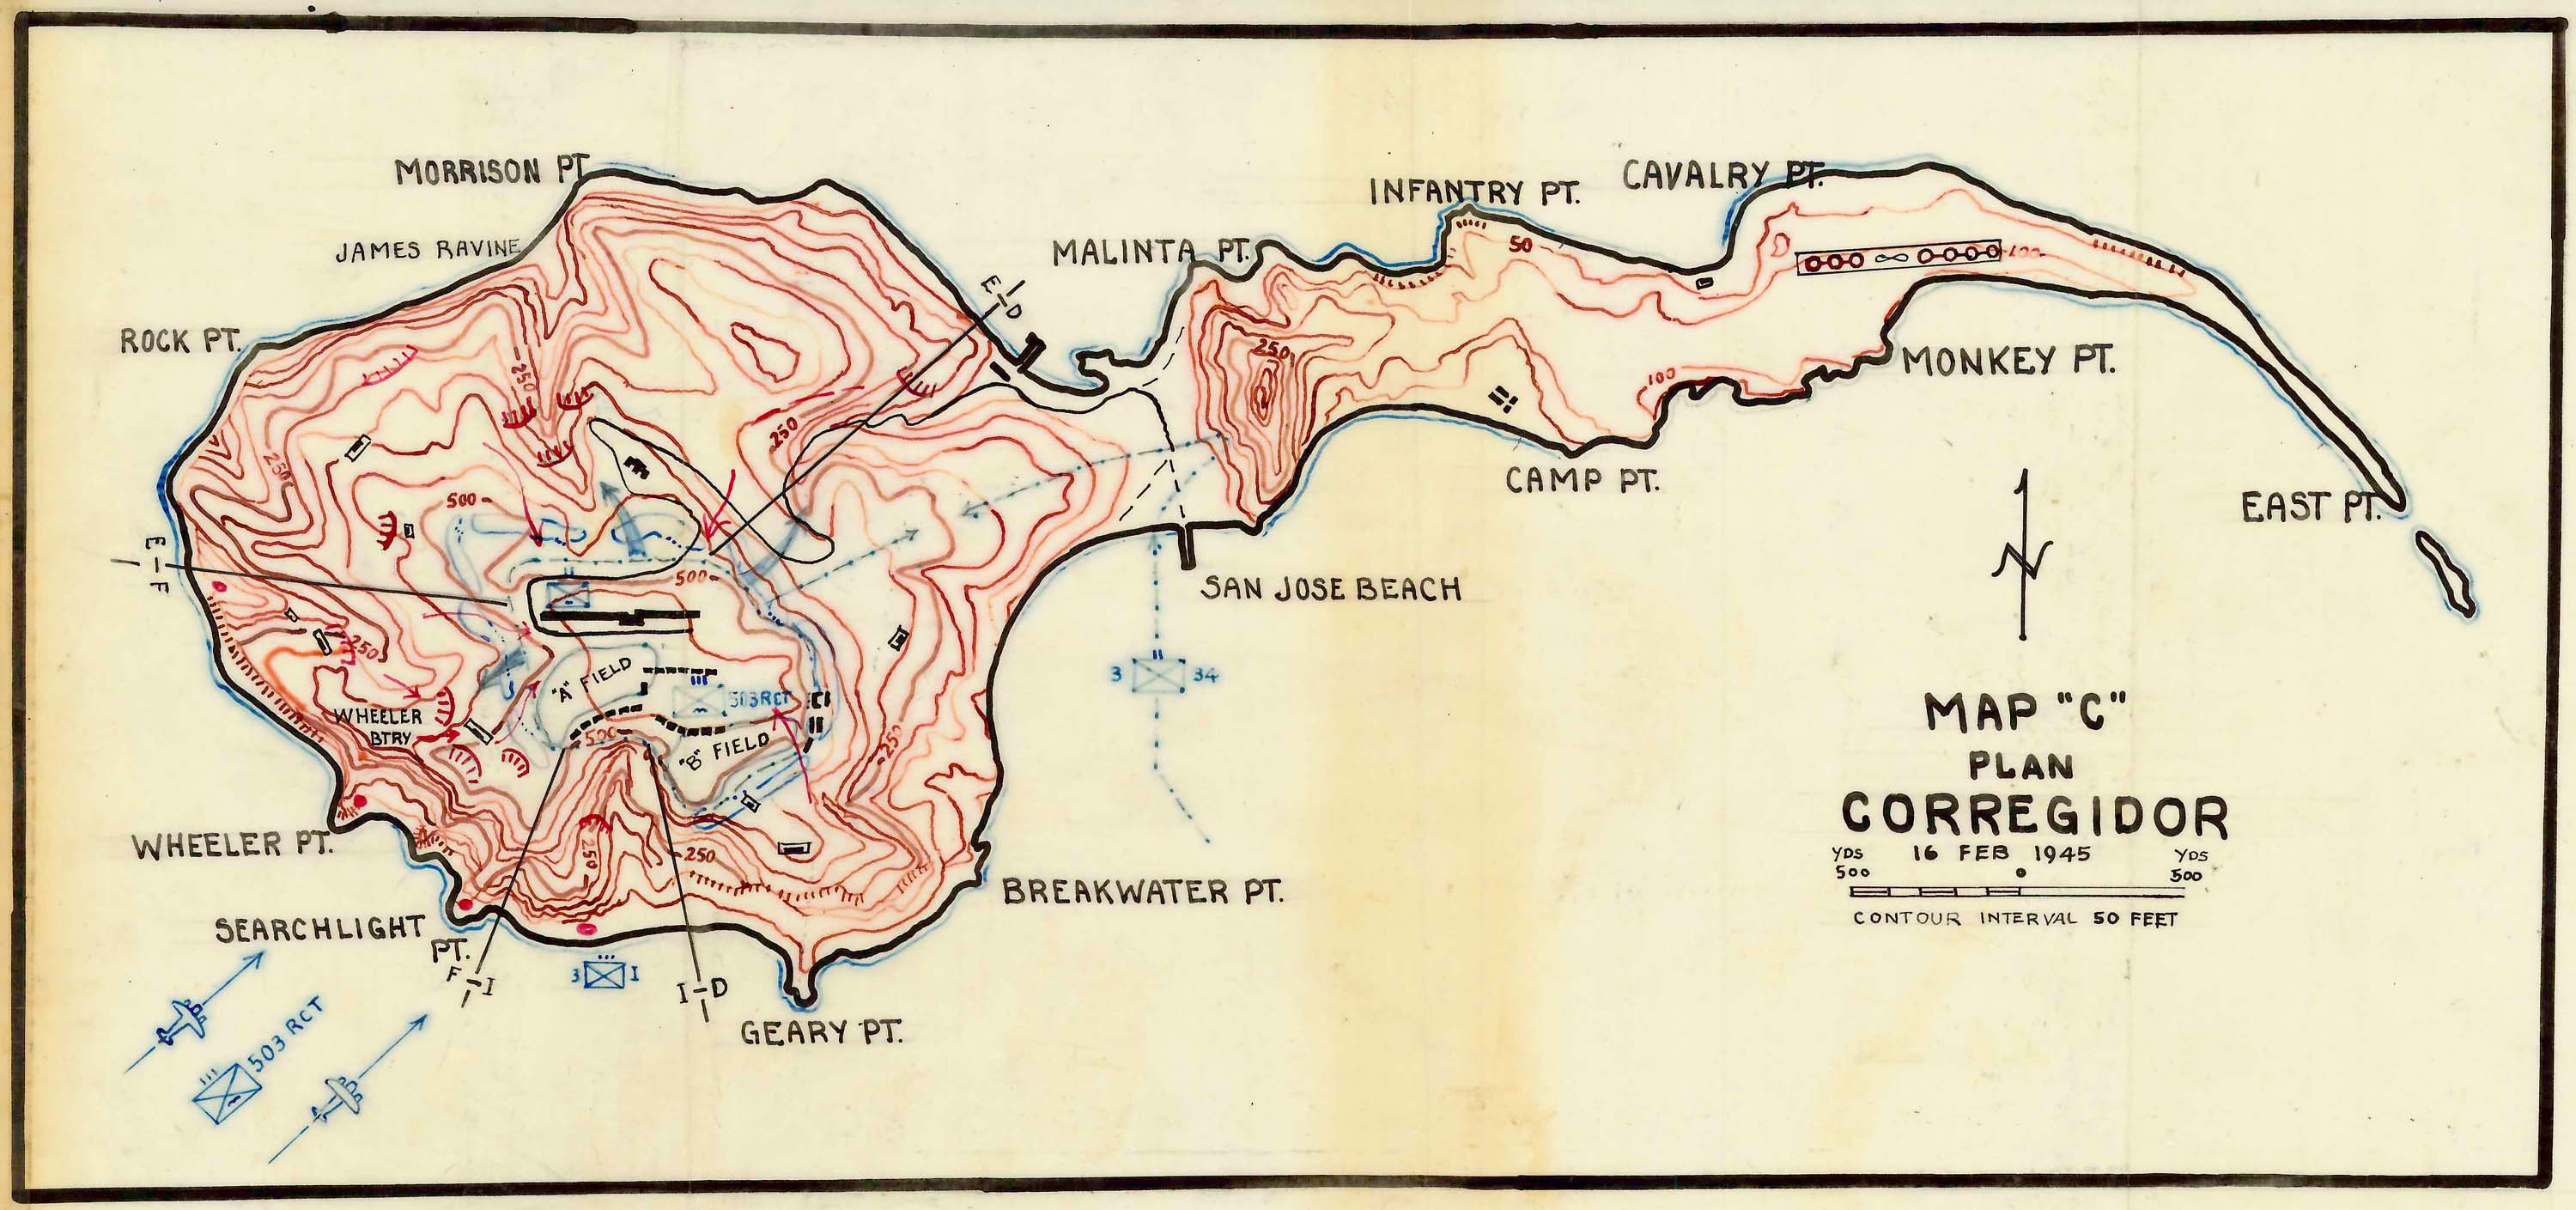 MORRISON PT.
JAMES RAVINE
ROCK PT.
MALINTA PT.
INFANTRY PT.
CAVALRY PT.
MONKEY PT.
CAMP PT.
EAST PT.
SAN JOSE BEACH
E-D
I
50
100
100
250
250
250
250
500
500
E-F
I
250
"A" FIELD
503 RCT
"B" FIELD
500
WHEELER
BTRY
250
250
250
3 II 34
WHEELER PT.
SEARCHLIGHT
PT.
F-I
I
3 I
I-D
I
BREAKWATER PT.
GEARY PT.
III
503 RCT
MAP "C"
PLAN
CORREGIDOR
YDS 16 FEB 1945 YDS
500 0 500
CONTOUR INTERVAL 50 FEET